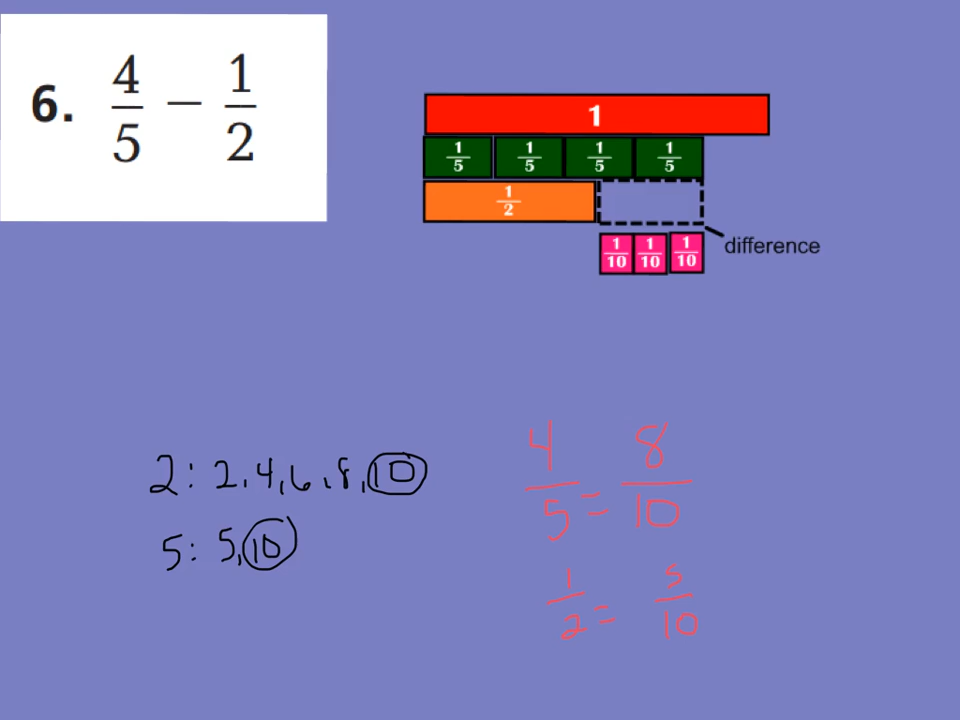 6. 4/5 − 1/2
1
1/5 1/5 1/5 1/5
1/2
difference
1/10 1/10 1/10
2: 2, 4, 6, 8, 10
5: 5, 10
4/5 = 8/10
1/2 = 5/10